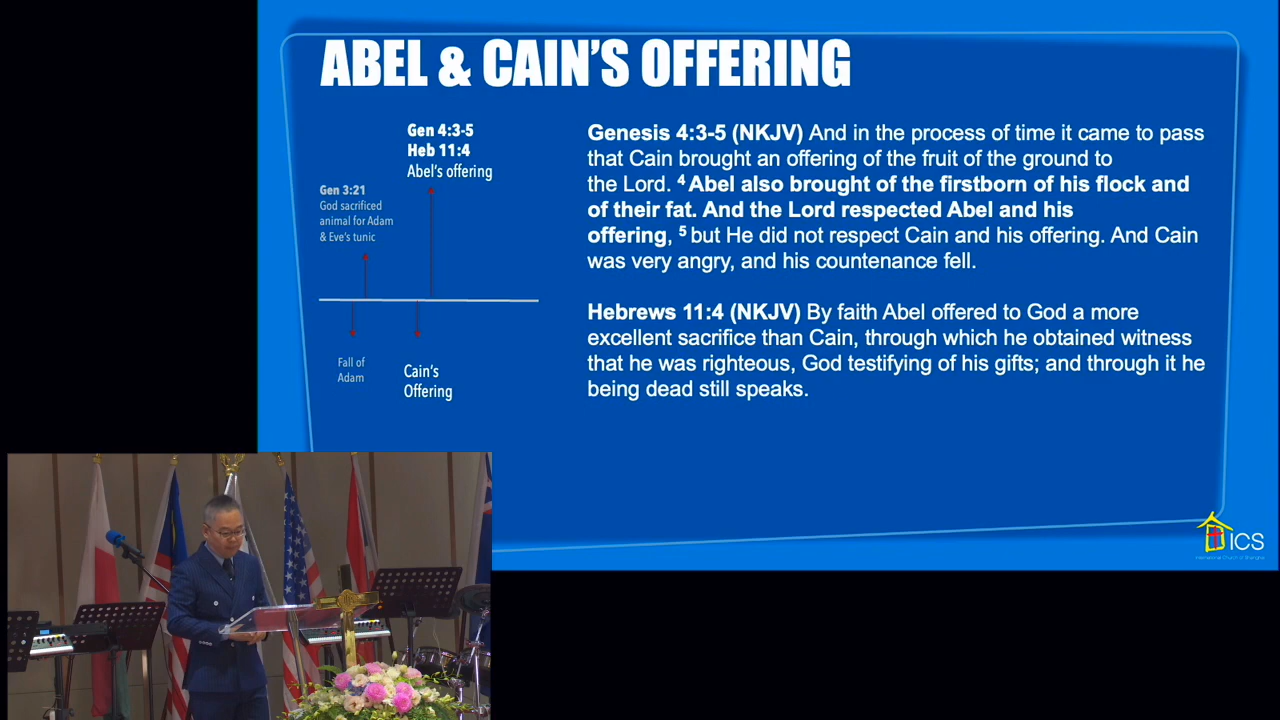 ABEL & CAIN'S OFFERING
Gen 4:3-5
Heb 11:4
Abel's offering
Gen 3:21
God sacrificed
animal for Adam
& Eve's tunic
Fall of
Adam
Cain's
Offering
Genesis 4:3-5 (NKJV) And in the process of time it came to pass
that Cain brought an offering of the fruit of the ground to
the Lord. ⁴ Abel also brought of the firstborn of his flock and
of their fat. And the Lord respected Abel and his
offering, ⁵ but He did not respect Cain and his offering. And Cain
was very angry, and his countenance fell.
Hebrews 11:4 (NKJV) By faith Abel offered to God a more
excellent sacrifice than Cain, through which he obtained witness
that he was righteous, God testifying of his gifts; and through it he
being dead still speaks.
ICS
International Church of Shanghai